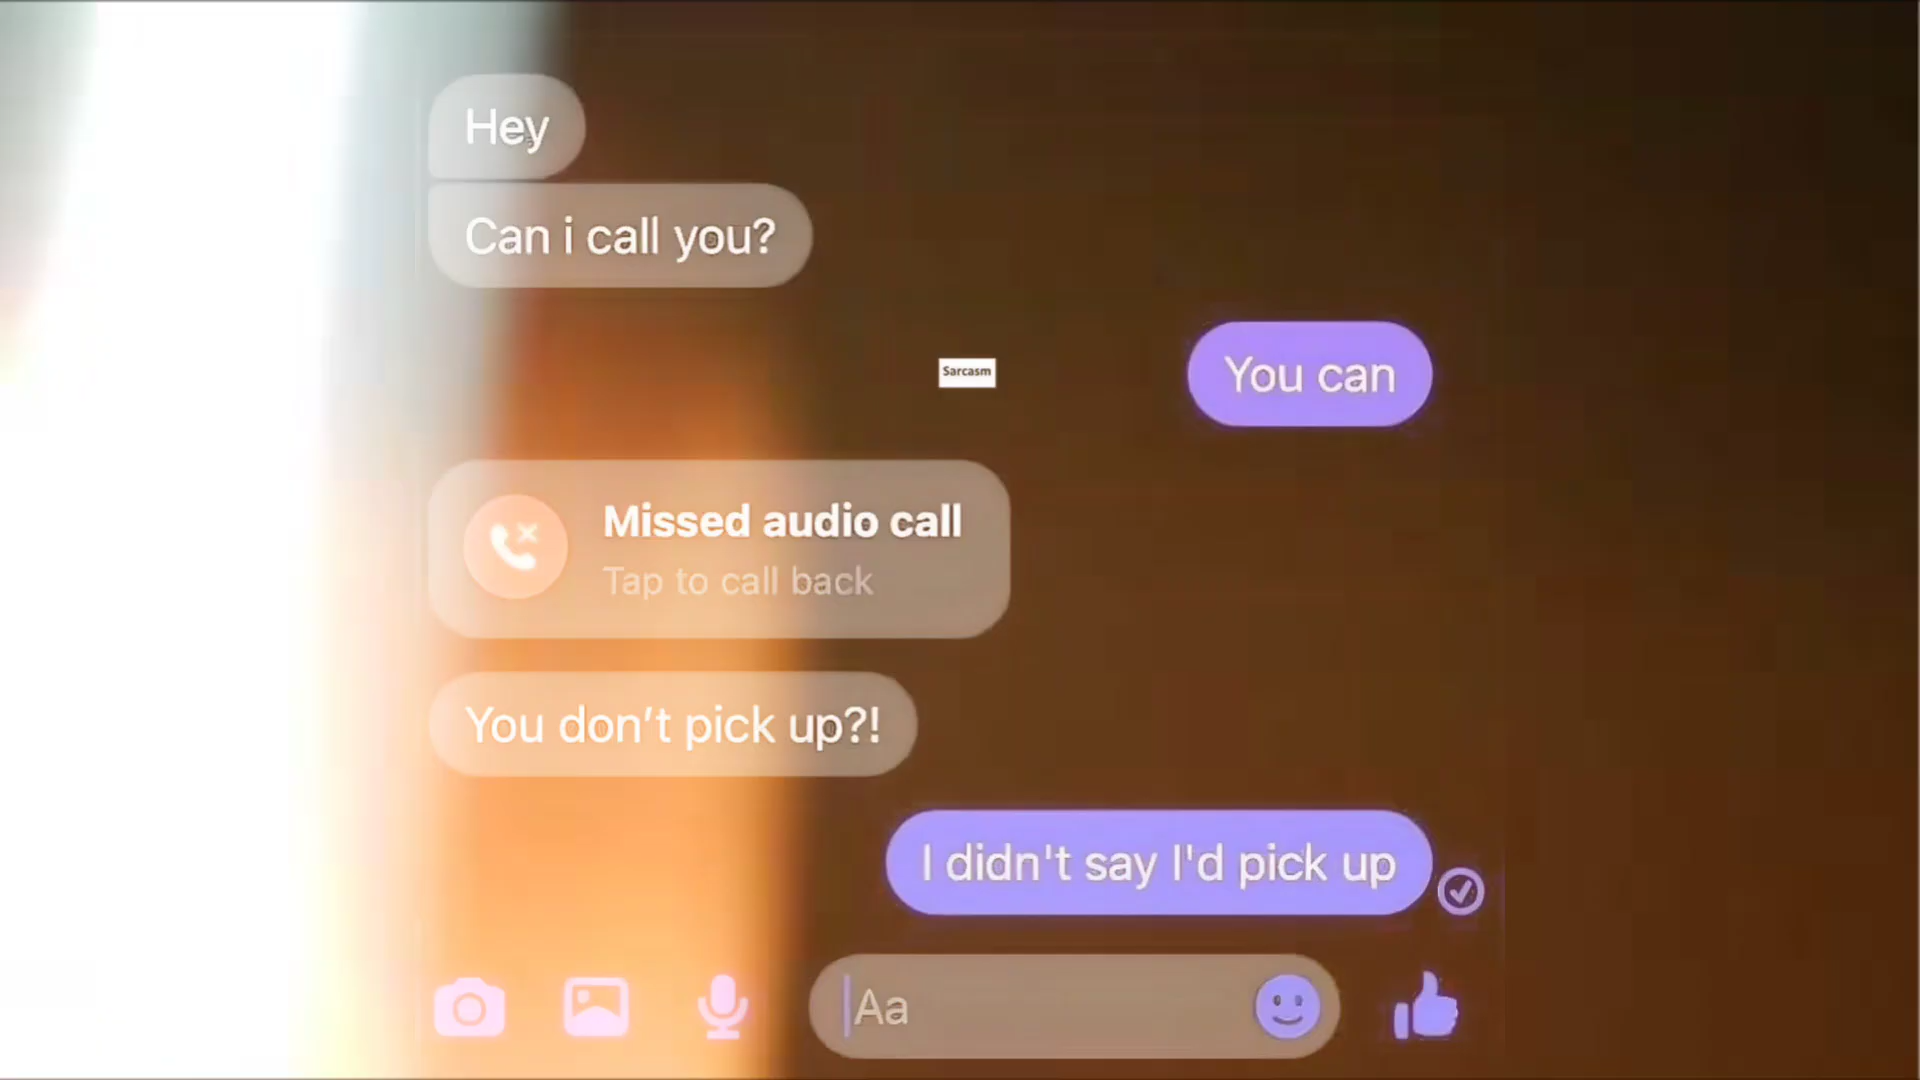 Hey
Can i call you?
Sarcasm
You can
Missed audio call
Tap to call back
You don’t pick up?!
I didn't say I'd pick up
Aa